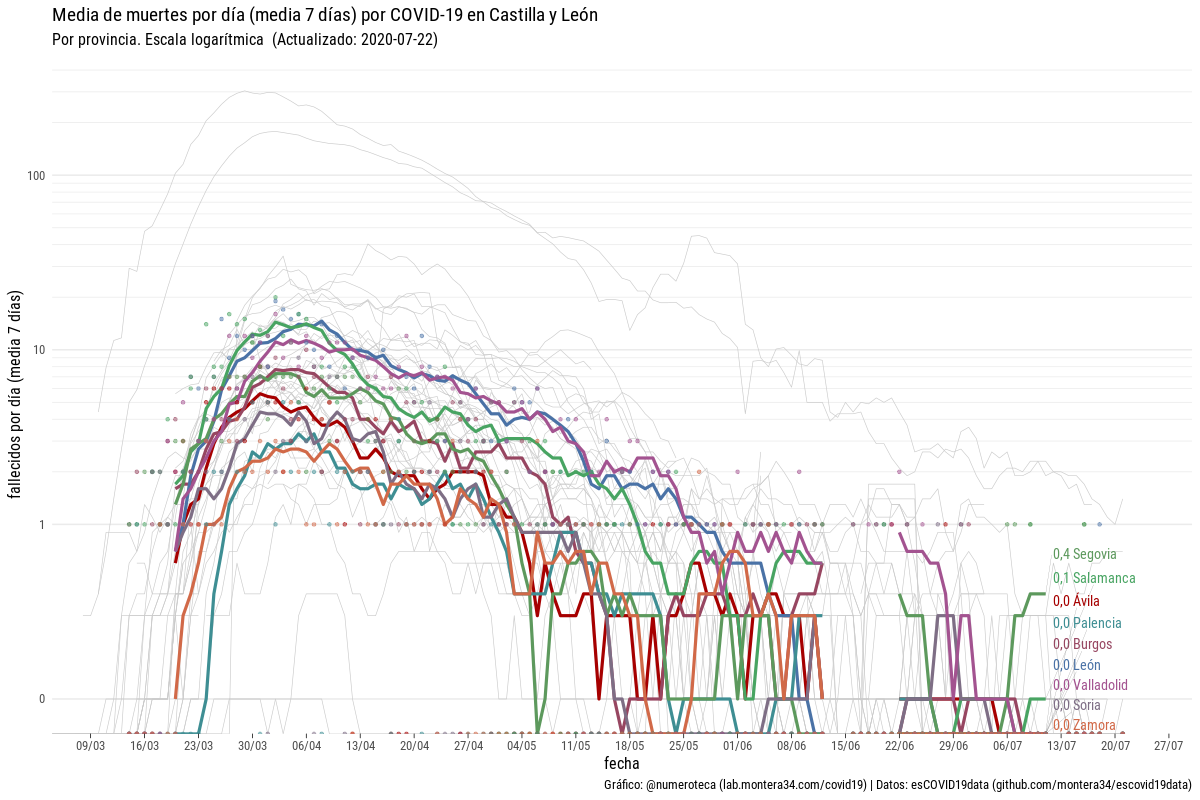 Media de muertes por día (media 7 días) por COVID-19 en Castilla y León
Por provincia. Escala logarítmica (Actualizado: 2020-07-22)
fallecidos por día (media 7 días)
100
10
1
0
0,4 Segovia
0,1 Salamanca
0,0 Ávila
0,0 Palencia
0,0 Burgos
0,0 León
0,0 Valladolid
0,0 Soria
0,0 Zamora
09/03 16/03 23/03 30/03 06/04 13/04 20/04 27/04 04/05 11/05 18/05 25/05 01/06 08/06 15/06 22/06 29/06 06/07 13/07 20/07 27/07
fecha
Gráfico: @numeroteca (lab.montera34.com/covid19) | Datos: esCOVID19data (github.com/montera34/escovid19data)